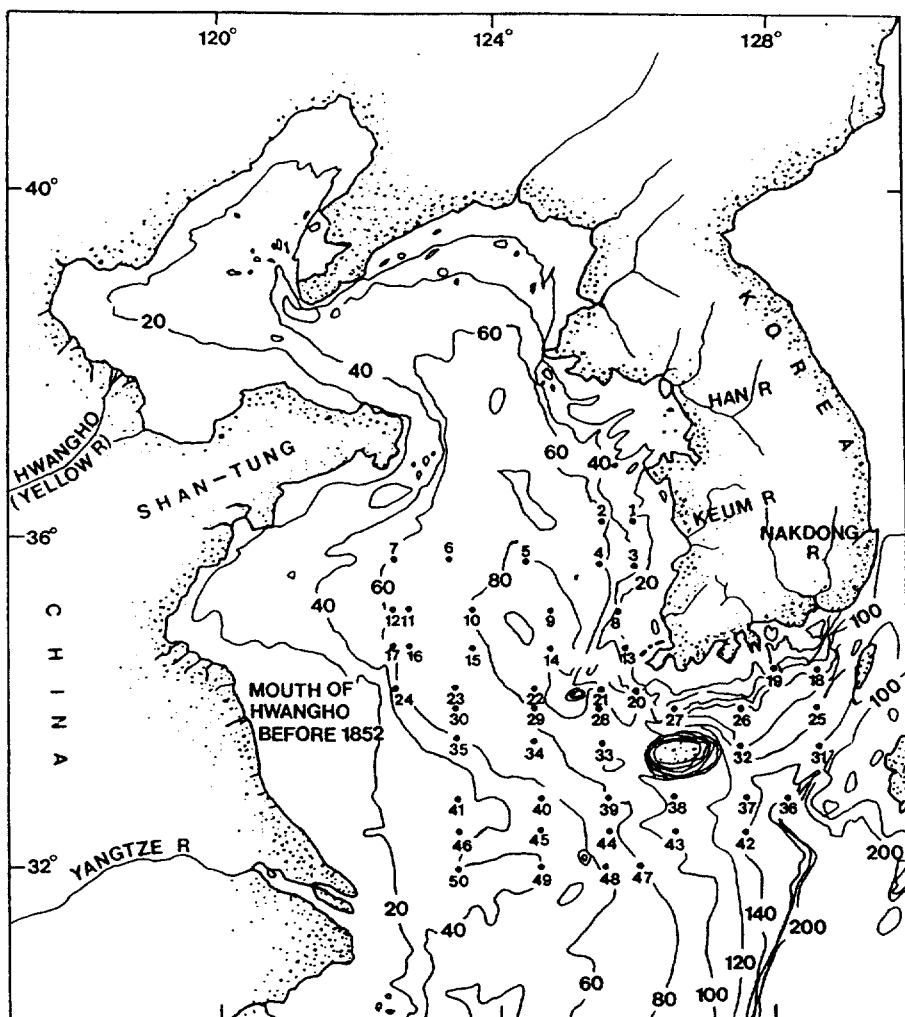 120° 124° 128°
40°
20
60
40
K O R E A
HAN R
HWANGHO
(YELLOW R)
SHAN-TUNG
60
40
2 1
KEUM R
NAKDONG
R
36°
7 6 5 4 3
60 80 20
40
12 11 10 9 8
100
17 16 15 14 13
19 18
MOUTH OF
HWANGHO
BEFORE 1852
24 23 22 21 20
100
30 29 28 27 26 25
35 34 33 32 31
C H I N A
41 40 39 38 37 36
46 45 44 43 42
YANGTZE R
32°
200
50 49 48 47
20 40
140 200
120
60 80 100